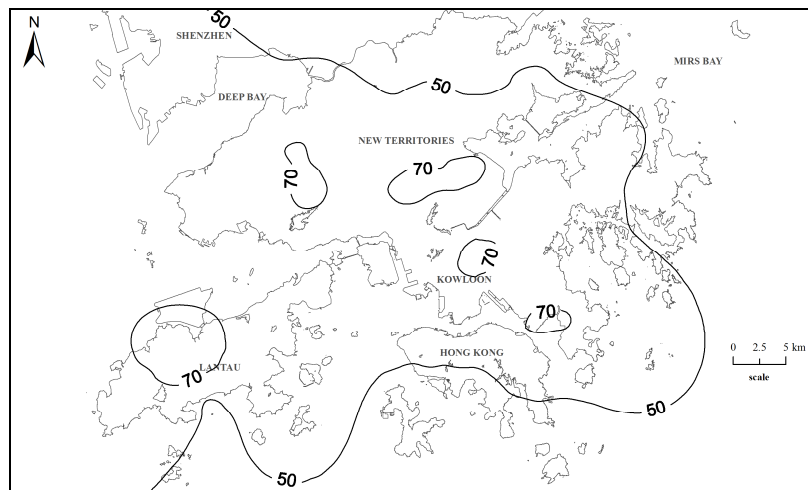 50
N
SHENZHEN
MIRS BAY
50
DEEP BAY
NEW TERRITORIES
70
70
70
KOWLOON
70
HONG KONG
0 2.5 5 km
scale
LANTAU
70
50
50